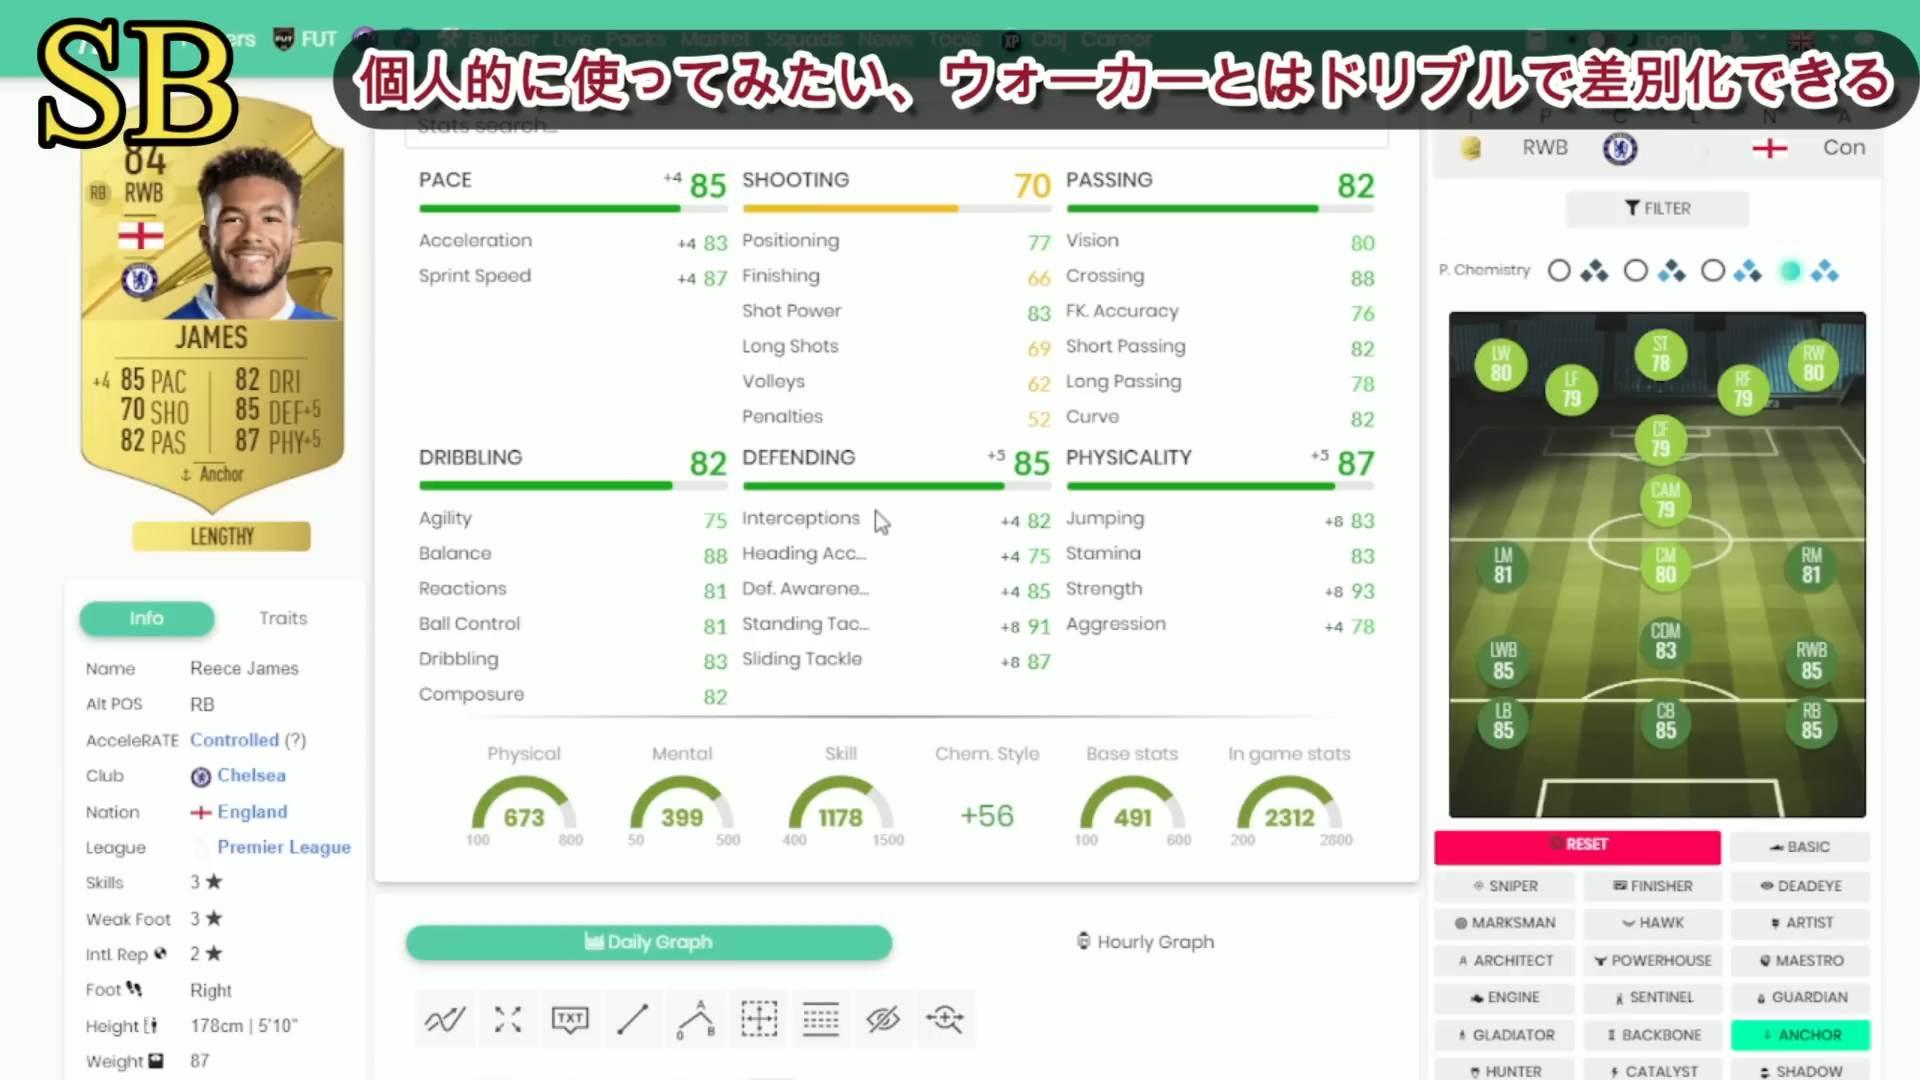 SB
個人的に使ってみたい、ウォーカーとはドリブルで差別化できる
FUT
Stats search...
84
RB RWB
JAMES
+4 85 PAC 82 DRI
70 SHO 85 DEF+5
82 PAS 87 PHY+5
Anchor
LENGTHY
Info Traits
Name Reece James
Alt POS RB
AcceleRATE Controlled (?)
Club Chelsea
Nation England
League Premier League
Skills 3 ★
Weak Foot 3 ★
Intl. Rep 2 ★
Foot Right
Height 178cm | 5'10"
Weight 87
PACE +4 85
Acceleration +4 83
Sprint Speed +4 87
SHOOTING 70
Positioning 77
Finishing 66
Shot Power 83
Long Shots 69
Volleys 62
Penalties 52
PASSING 82
Vision 80
Crossing 88
FK. Accuracy 76
Short Passing 82
Long Passing 78
Curve 82
DRIBBLING 82
Agility 75
Balance 88
Reactions 81
Ball Control 81
Dribbling 83
Composure 82
DEFENDING +5 85
Interceptions +4 82
Heading Acc... +4 75
Def. Awarene... +4 85
Standing Tac... +8 91
Sliding Tackle +8 87
PHYSICALITY +5 87
Jumping +8 83
Stamina 83
Strength +8 93
Aggression +4 78
Physical Mental Skill Chem. Style Base stats In game stats
673 399 1178 +56 491 2312
100 800 50 500 400 1500 100 600 200 2800
Daily Graph Hourly Graph
TXT
A
0 B
RWB Con
FILTER
P. Chemistry
LW 80
LF 79
ST 78
RF 79
RW 80
CF 79
CAM 79
LM 81
CM 80
RM 81
LWB 85
CDM 83
RWB 85
LB 85
CB 85
RB 85
RESET BASIC
SNIPER FINISHER DEADEYE
MARKSMAN HAWK ARTIST
ARCHITECT POWERHOUSE MAESTRO
ENGINE SENTINEL GUARDIAN
GLADIATOR BACKBONE ANCHOR
HUNTER CATALYST SHADOW